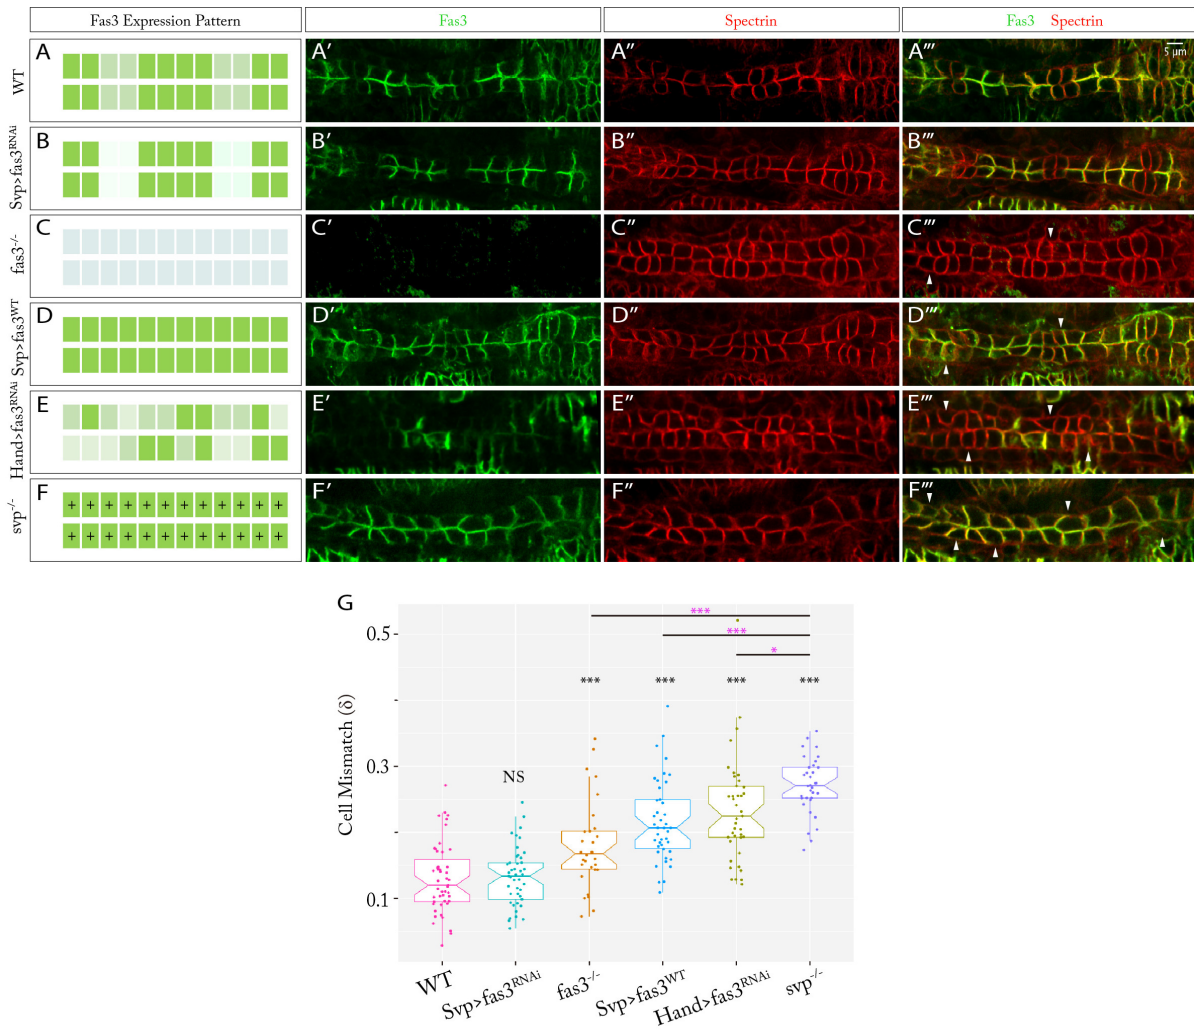 Fas3 Expression Pattern
Fas3
Spectrin
Fas3 Spectrin
WT
A
A′
A″
A‴
5 µm
Svp>fas3RNAi
B
B′
B″
B‴
fas3-/-
C
C′
C″
C‴
Svp>fas3WT
D
D′
D″
D‴
Hand>fas3RNAi
E
E′
E″
E‴
svp-/-
F
+ + + + + + + + + + + +
+ + + + + + + + + + + +
F′
F″
F‴
G
***
***
*
*** *** *** ***
NS
Cell Mismatch (δ)
0.5
0.3
0.1
WT
Svp>fas3RNAi
fas3-/-
Svp>fas3WT
Hand>fas3RNAi
svp-/-